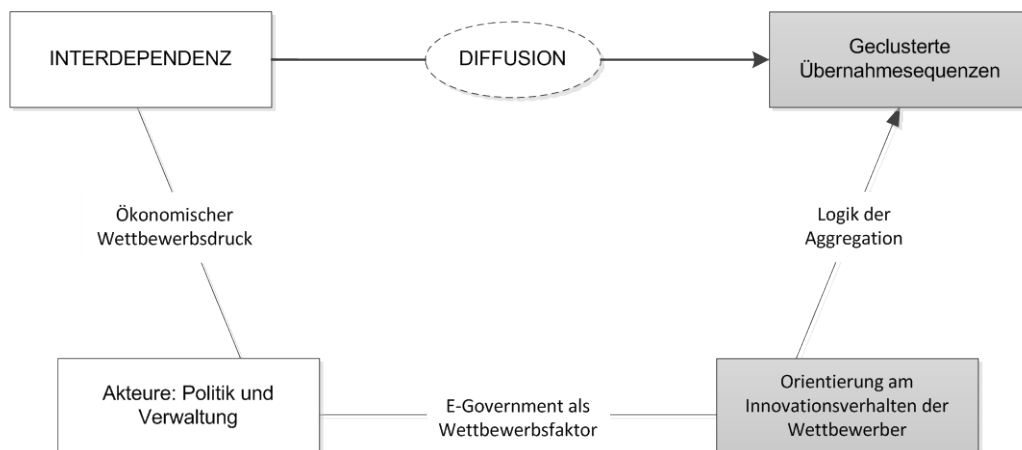 INTERDEPENDENZ
DIFFUSION
Geclusterte
Übernahmesequenzen
Ökonomischer
Wettbewerbsdruck
Logik der
Aggregation
Akteure: Politik und
Verwaltung
E-Government als
Wettbewerbsfaktor
Orientierung am
Innovationsverhalten der
Wettbewerber